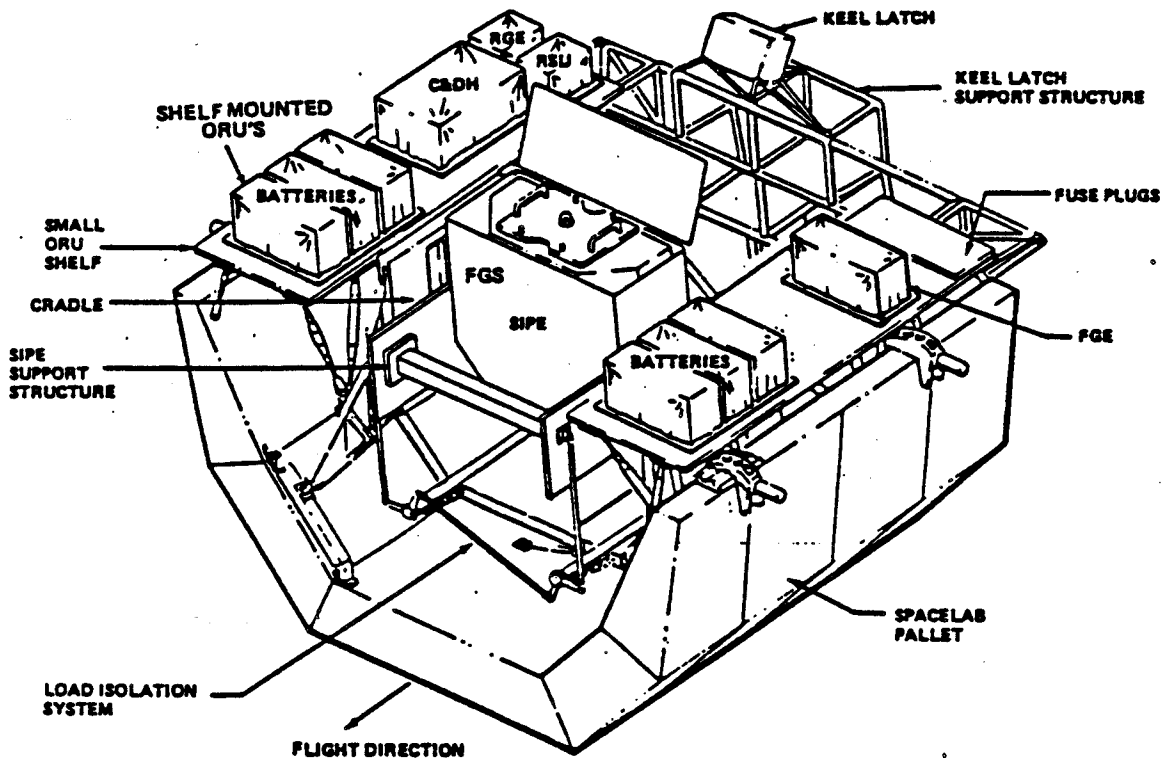 KEEL LATCH
RGE
RSU
C&DH
KEEL LATCH
SUPPORT STRUCTURE
SHELF MOUNTED
ORU'S
BATTERIES
FUSE PLUGS
SMALL
ORU
SHELF
FGS
CRADLE
SIPE
FGE
SIPE
SUPPORT
STRUCTURE
BATTERIES
SPACELAB
PALLET
LOAD ISOLATION
SYSTEM
FLIGHT DIRECTION